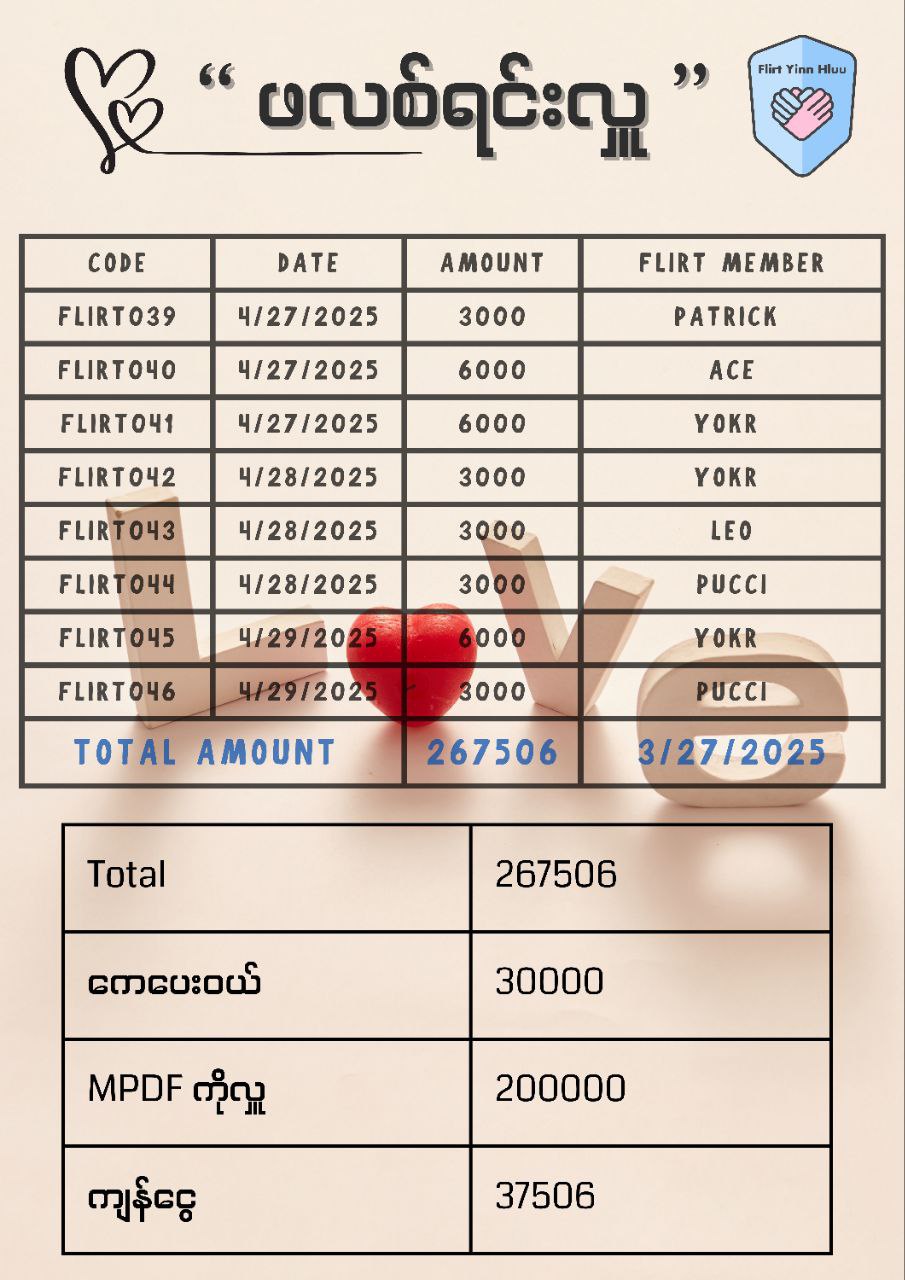 “ ဖလစ်ရင်းလှူ ”
Flirt Yinn Hluu
CODE DATE AMOUNT FLIRT MEMBER
FLIRT039 4/27/2025 3000 PATRICK
FLIRT040 4/27/2025 6000 ACE
FLIRT041 4/27/2025 6000 YOKR
FLIRT042 4/28/2025 3000 YOKR
FLIRT043 4/28/2025 3000 LEO
FLIRT044 4/28/2025 3000 PUCCI
FLIRT045 4/29/2025 6000 YOKR
FLIRT046 4/29/2025 3000 PUCCI
TOTAL AMOUNT 267506 3/27/2025
Love
Total 267506
ကေပေးဝယ် 30000
MPDF ကိုလှူ 200000
ကျန်ငွေ 37506